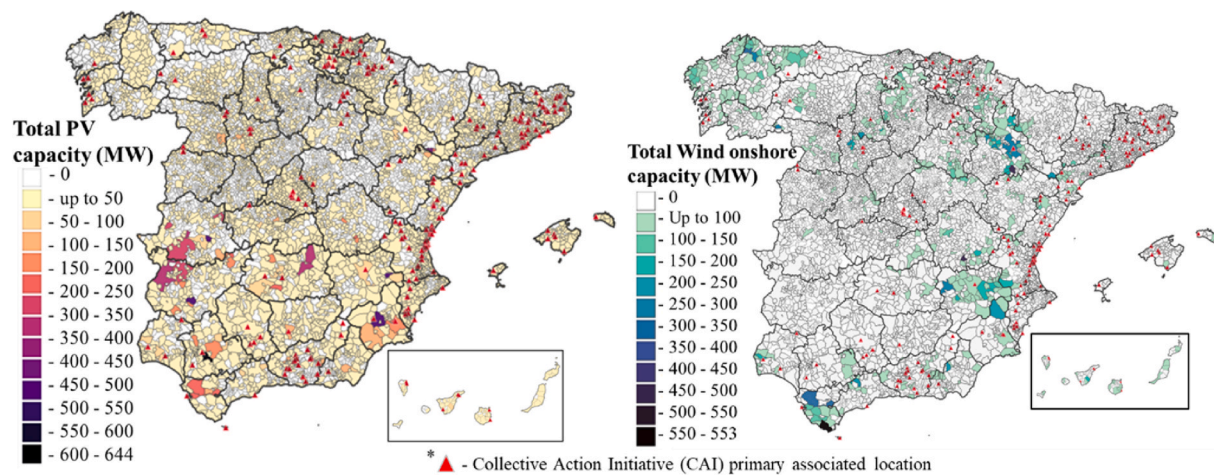 Total PV
capacity (MW)
- 0
- up to 50
- 50 - 100
- 100 - 150
- 150 - 200
- 200 - 250
- 250 - 300
- 300 - 350
- 350 - 400
- 400 - 450
- 450 - 500
- 500 - 550
- 550 - 600
- 600 - 644
Total Wind onshore
capacity (MW)
- 0
- Up to 100
- 100 - 150
- 150 - 200
- 200 - 250
- 250 - 300
- 300 - 350
- 350 - 400
- 400 - 450
- 450 - 500
- 500 - 550
- 550 - 553
* - Collective Action Initiative (CAI) primary associated location